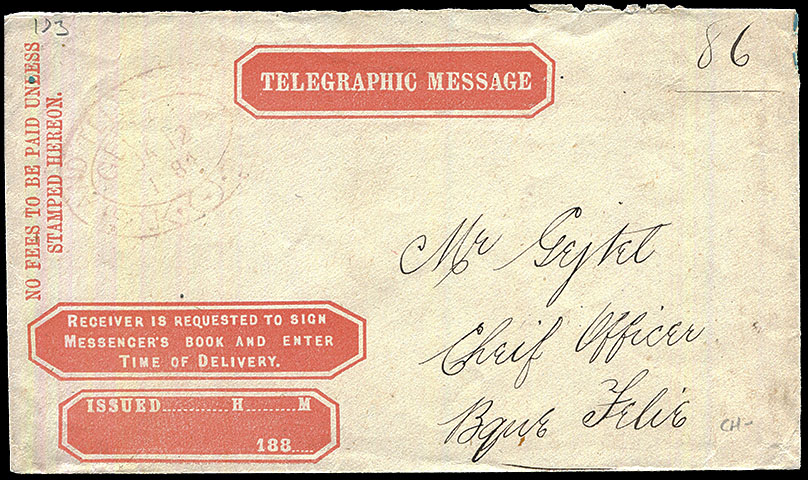 123
86
TELEGRAPHIC MESSAGE
NO FEES TO BE PAID UNLESS
STAMPED HEREON.
Mr Gejtel
Cheif Officer
Bque Felix
CH-
RECEIVER IS REQUESTED TO SIGN
MESSENGER'S BOOK AND ENTER
TIME OF DELIVERY.
ISSUED............H.........M
188.....